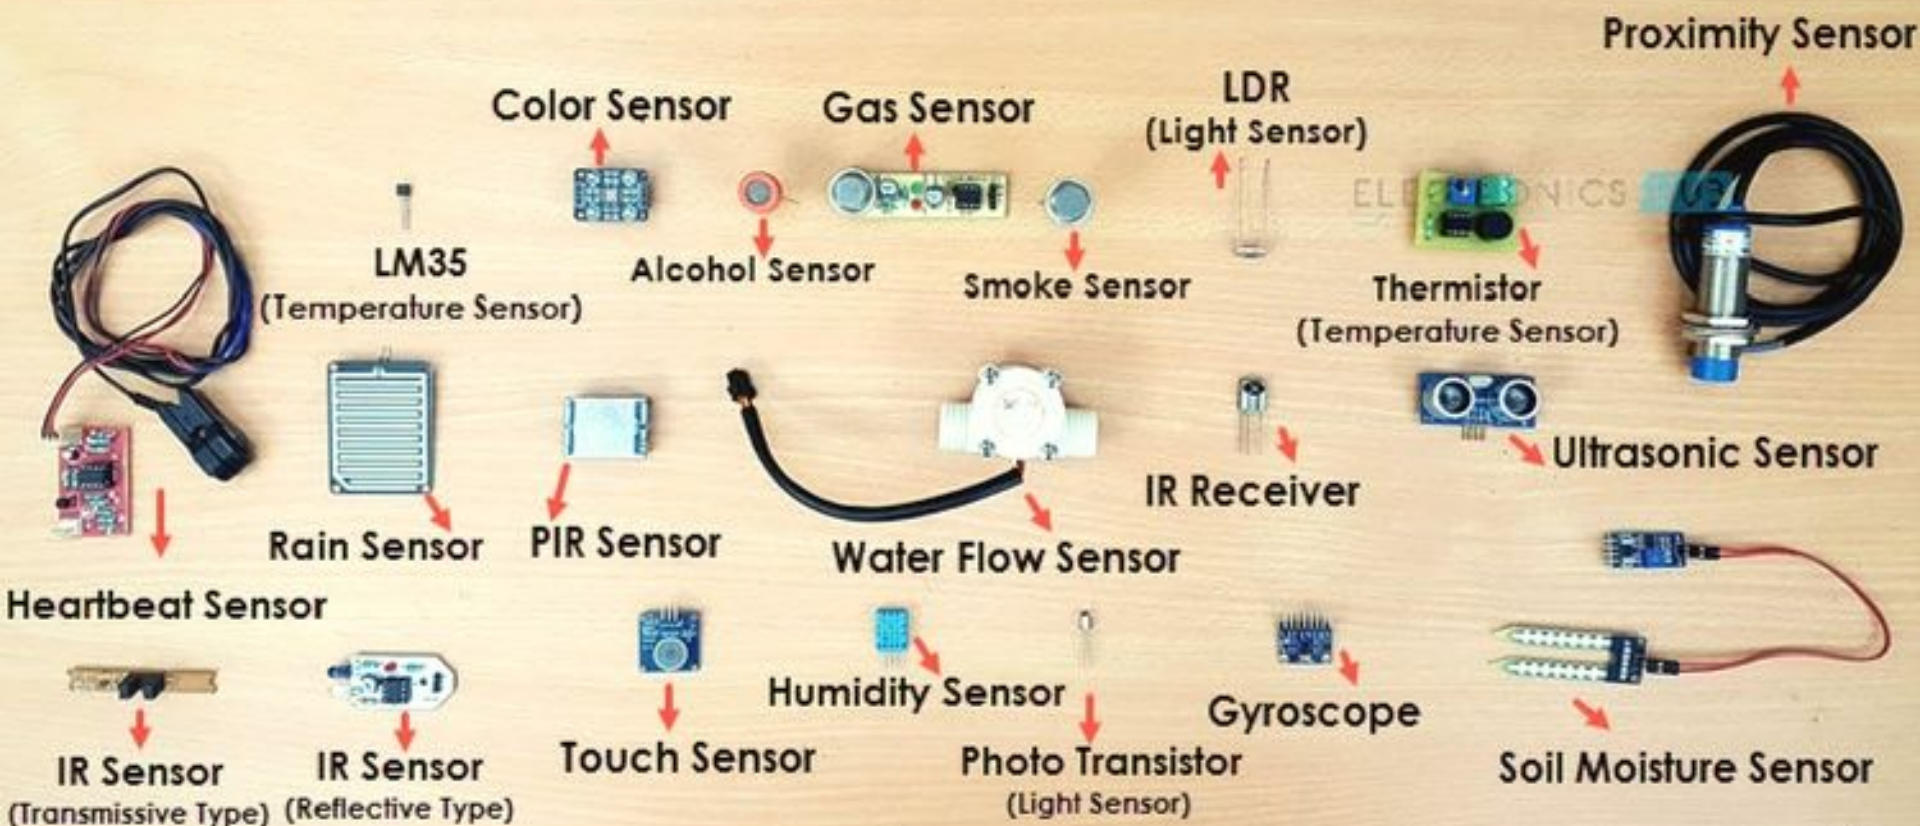 Proximity Sensor
Color Sensor
Gas Sensor
LDR
(Light Sensor)
LM35
(Temperature Sensor)
Alcohol Sensor
Smoke Sensor
Thermistor
(Temperature Sensor)
ELECTRONICS HUB
Rain Sensor
PIR Sensor
Water Flow Sensor
IR Receiver
Ultrasonic Sensor
Heartbeat Sensor
IR Sensor
(Transmissive Type)
IR Sensor
(Reflective Type)
Touch Sensor
Humidity Sensor
Photo Transistor
(Light Sensor)
Gyroscope
Soil Moisture Sensor